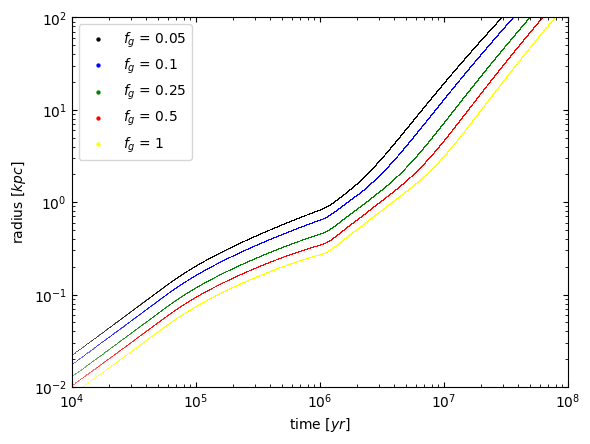 10²
10¹
10⁰
10⁻¹
10⁻²
radius [kpc]
f_g = 0.05
f_g = 0.1
f_g = 0.25
f_g = 0.5
f_g = 1
10⁴ 10⁵ 10⁶ 10⁷ 10⁸
time [yr]